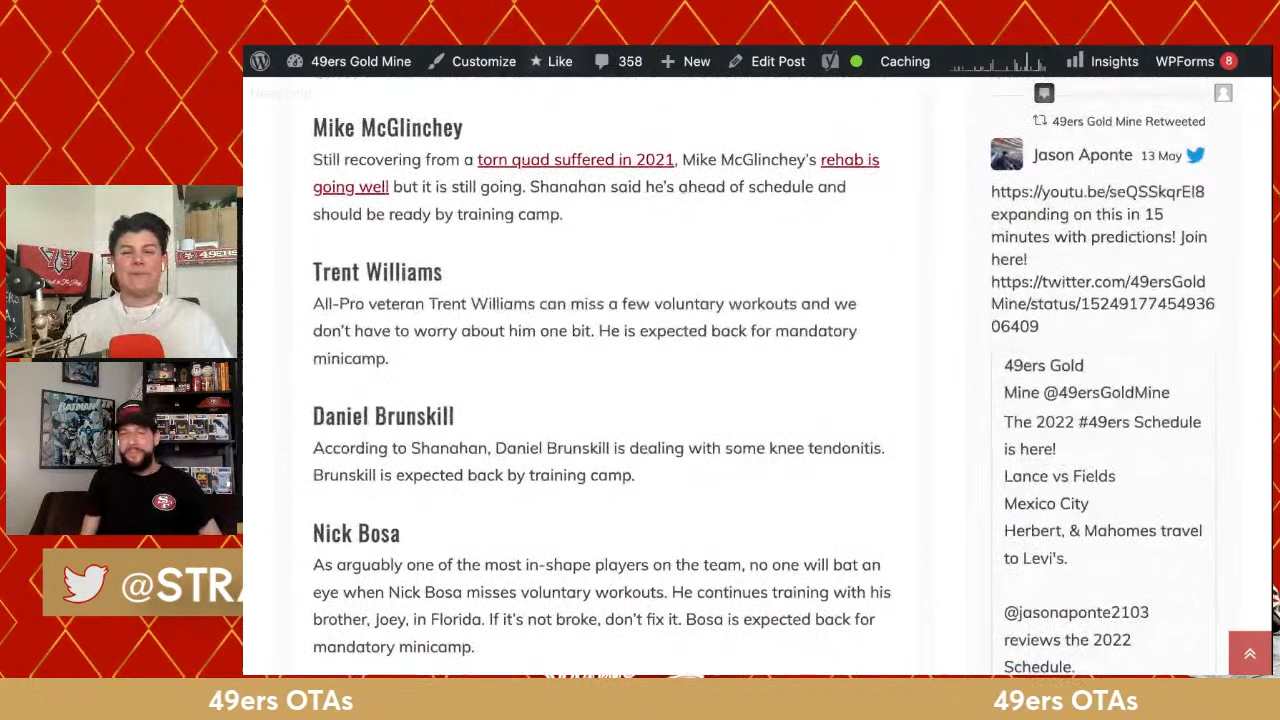 49ers Gold Mine
Customize
Like
358
New
Edit Post
Caching
Insights
WPForms 8
Mike McGlinchey
Still recovering from a torn quad suffered in 2021, Mike McGlinchey's rehab is
going well but it is still going. Shanahan said he's ahead of schedule and
should be ready by training camp.
Trent Williams
All-Pro veteran Trent Williams can miss a few voluntary workouts and we
don't have to worry about him one bit. He is expected back for mandatory
minicamp.
Daniel Brunskill
According to Shanahan, Daniel Brunskill is dealing with some knee tendonitis.
Brunskill is expected back by training camp.
Nick Bosa
As arguably one of the most in-shape players on the team, no one will bat an
eye when Nick Bosa misses voluntary workouts. He continues training with his
brother, Joey, in Florida. If it's not broke, don't fix it. Bosa is expected back for
mandatory minicamp.
49ers Gold Mine Retweeted
Jason Aponte 13 May
https://youtu.be/seQSSkqrEI8
expanding on this in 15
minutes with predictions! Join
here!
https://twitter.com/49ersGold
Mine/status/15249177454936
06409
49ers Gold
Mine @49ersGoldMine
The 2022 #49ers Schedule
is here!
Lance vs Fields
Mexico City
Herbert, & Mahomes travel
to Levi's.
@jasonaponte2103
reviews the 2022
Schedule.
49ERS
BATMAN
SF
@STRA
49ers OTAs
49ers OTAs